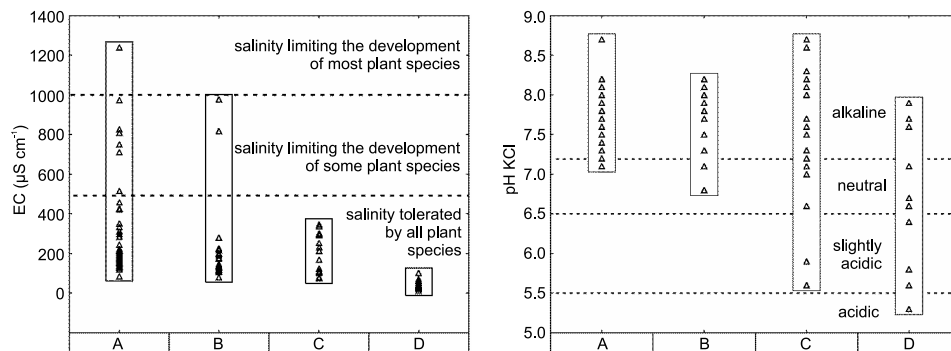 1400
1200
1000
800
600
400
200
0
EC (µS cm⁻¹)
salinity limiting the development
of most plant species
salinity limiting the development
of some plant species
salinity tolerated
by all plant
species
A B C D
9.0
8.5
8.0
7.5
7.0
6.5
6.0
5.5
5.0
pH KCl
alkaline
neutral
slightly
acidic
acidic
A B C D